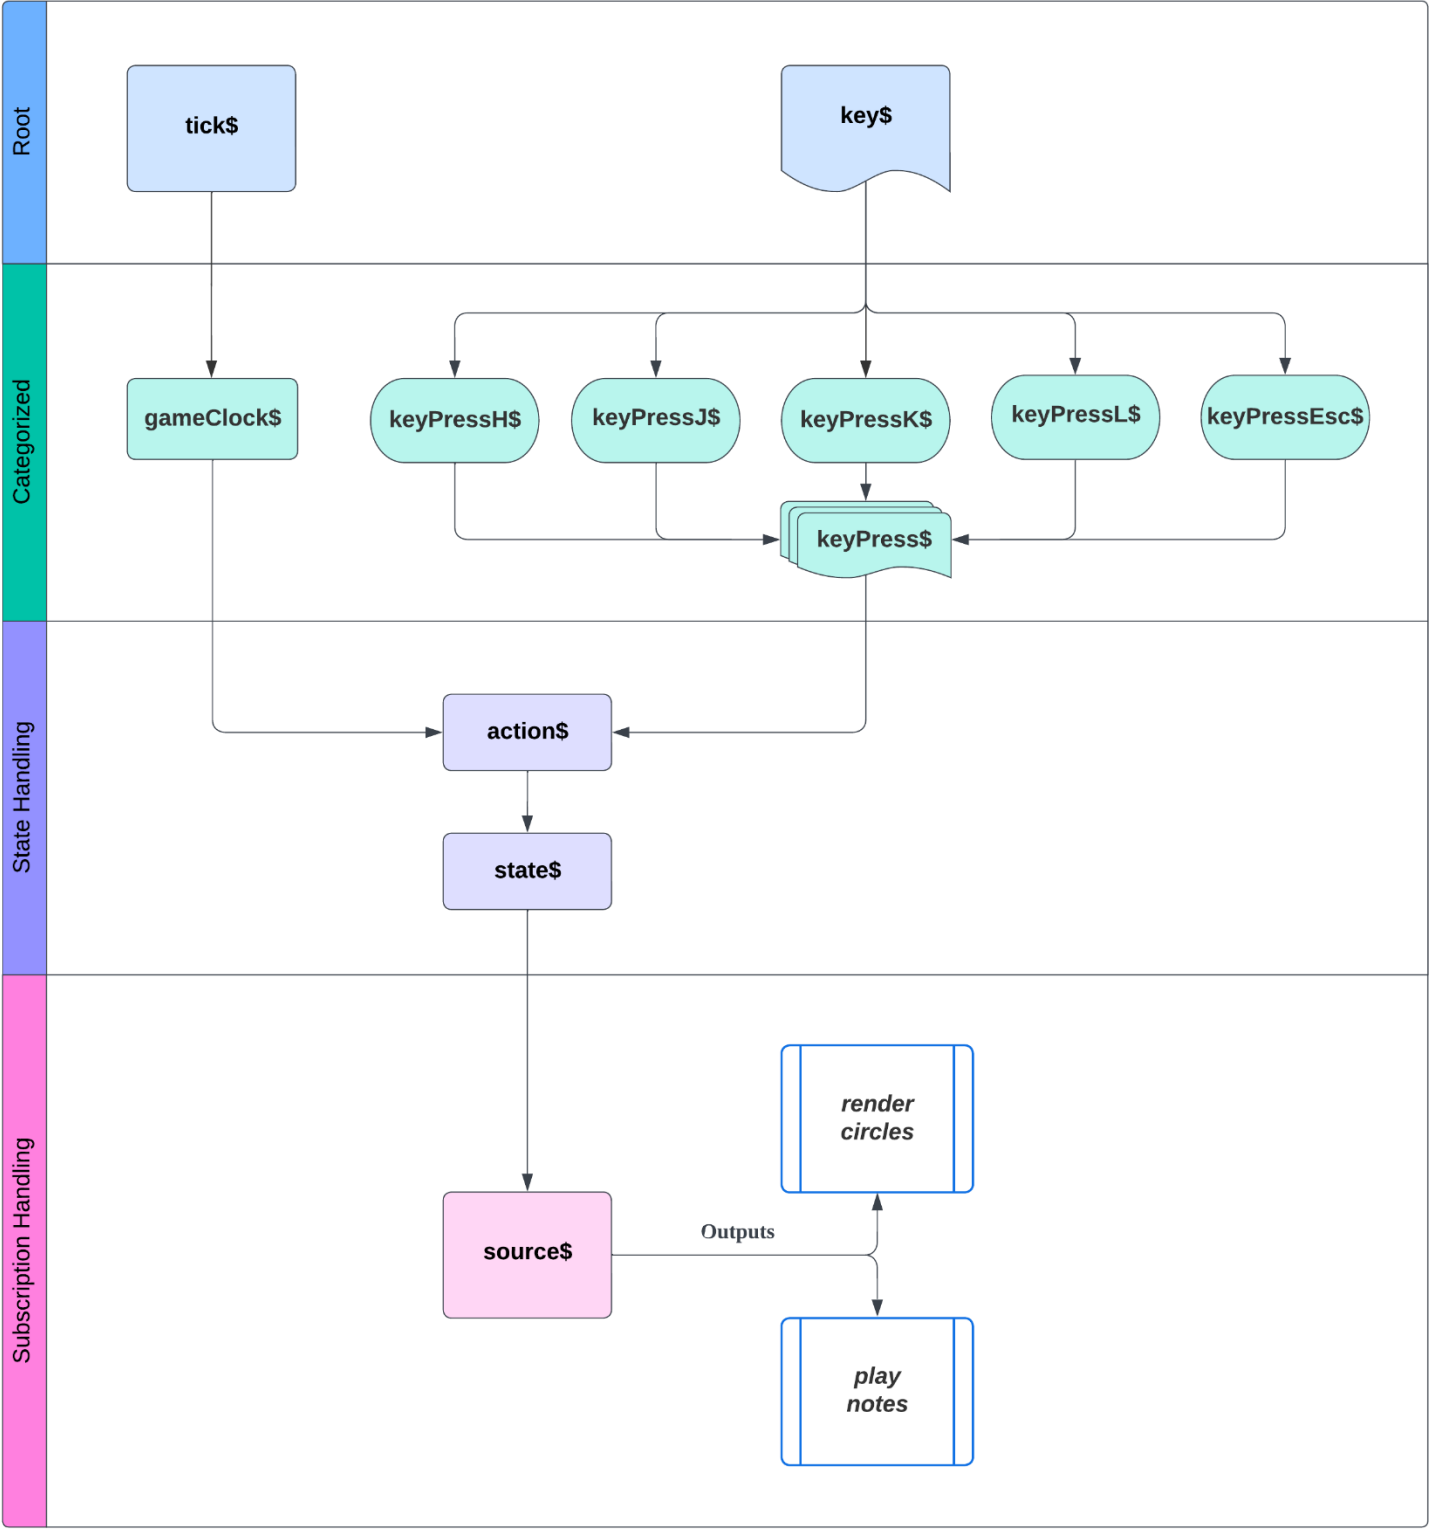 Root
tick$
key$
Categorized
gameClock$
keyPressH$
keyPressJ$
keyPressK$
keyPressL$
keyPressEsc$
keyPress$
State Handling
action$
state$
Subscription Handling
source$
Outputs
render
circles
play
notes